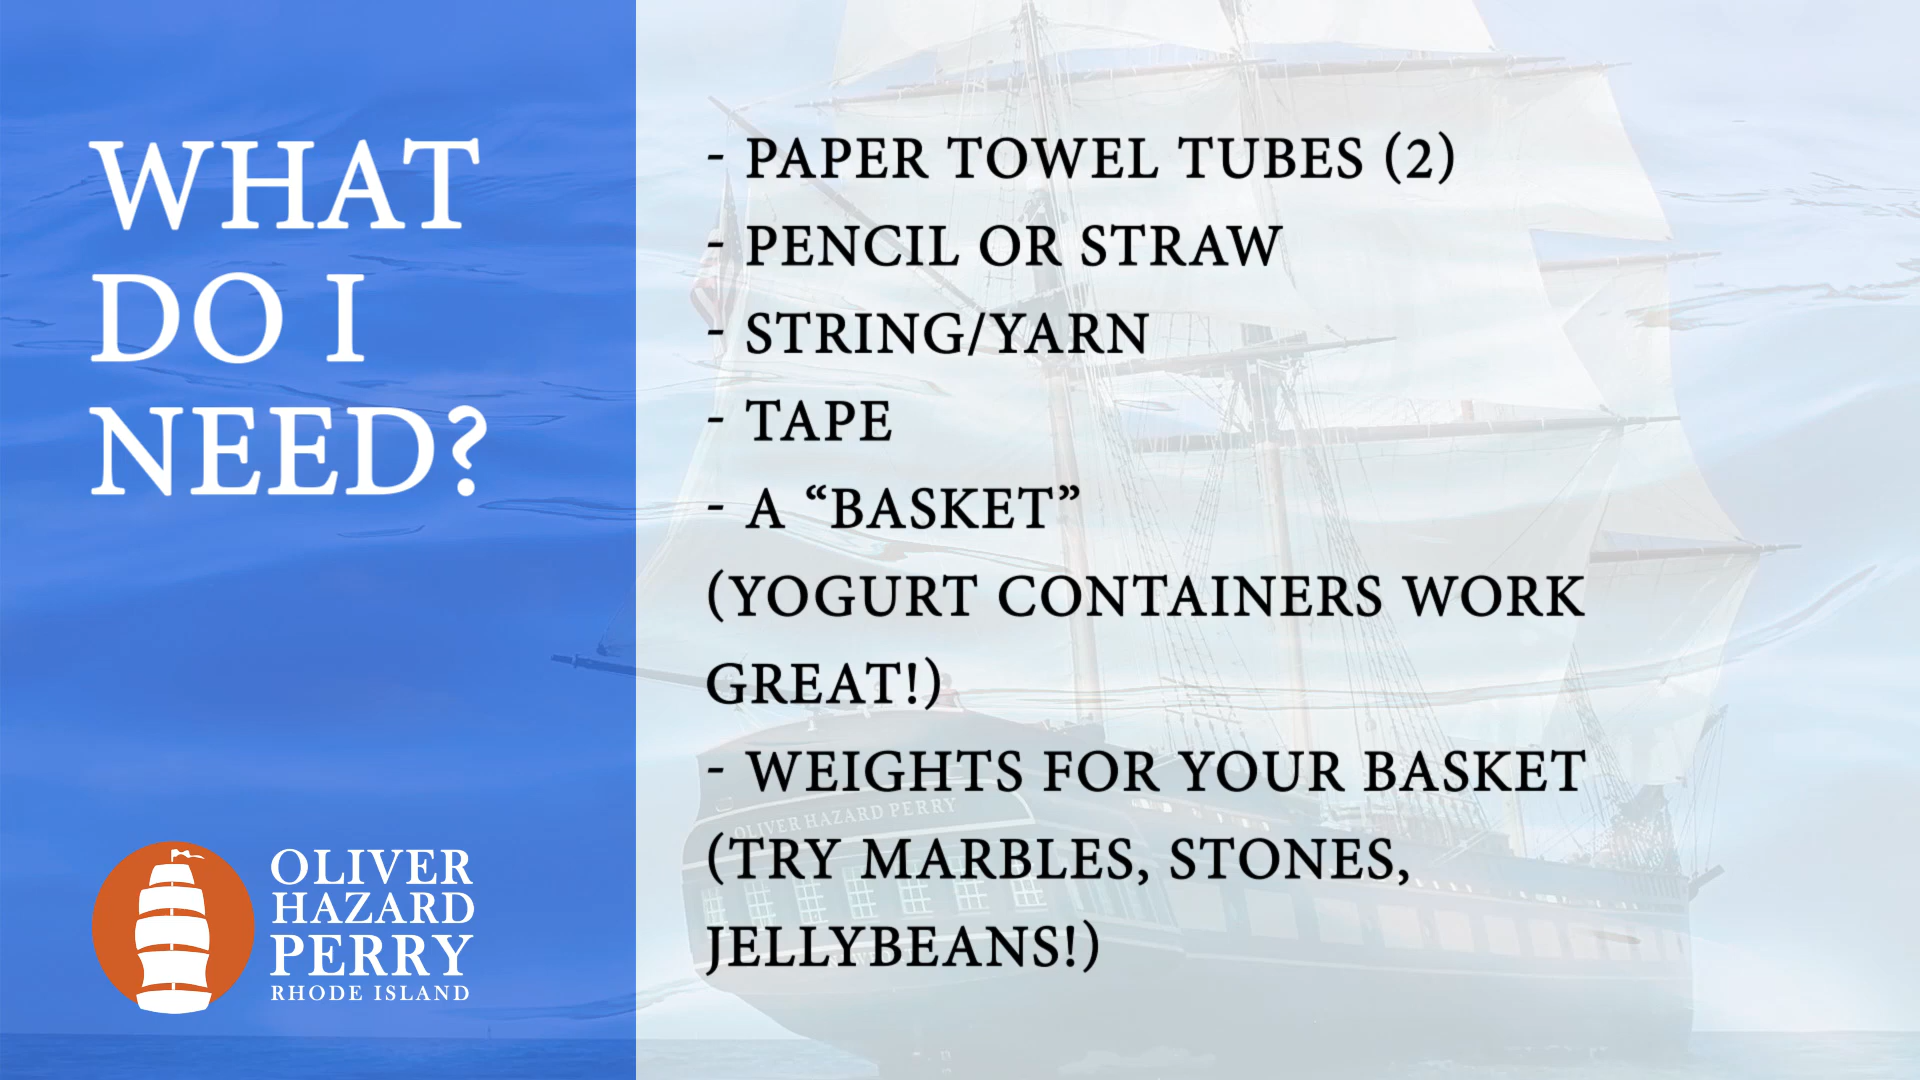 WHAT
DO I
NEED?
- PAPER TOWEL TUBES (2)
- PENCIL OR STRAW
- STRING/YARN
- TAPE
- A “BASKET”
(YOGURT CONTAINERS WORK
GREAT!)
- WEIGHTS FOR YOUR BASKET
(TRY MARBLES, STONES,
JELLYBEANS!)
OLIVER HAZARD PERRY
OLIVER
HAZARD
PERRY
RHODE ISLAND